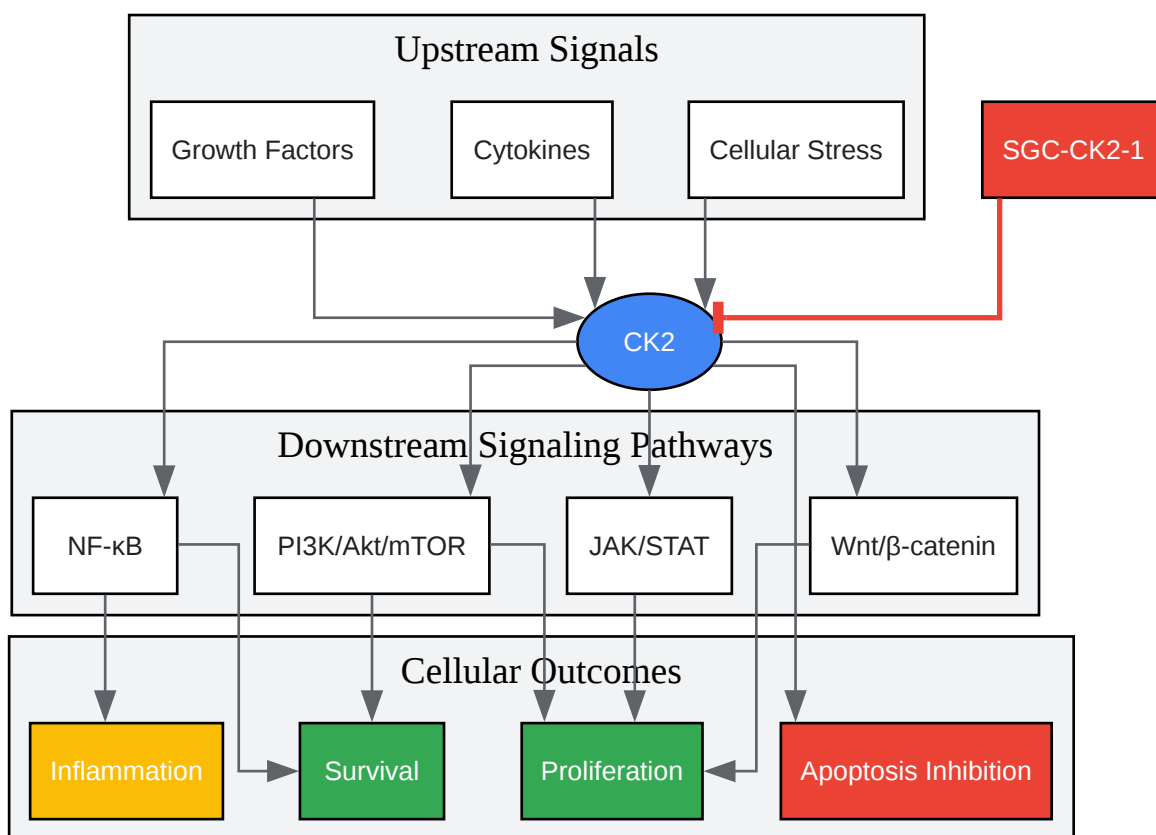 Upstream Signals
Growth Factors
Cytokines
Cellular Stress
SGC-CK2-1
CK2
Downstream Signaling Pathways
NF-κB
PI3K/Akt/mTOR
JAK/STAT
Wnt/β-catenin
Cellular Outcomes
Inflammation
Survival
Proliferation
Apoptosis Inhibition